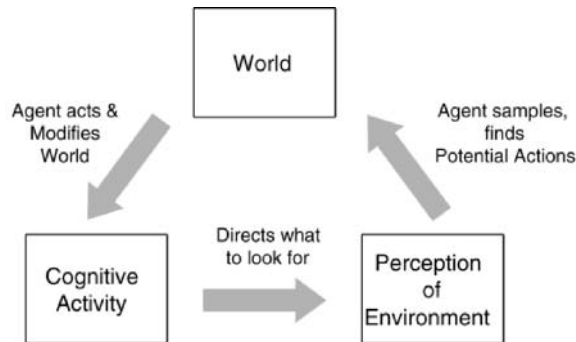 World
Agent acts &
Modifies
World
Agent samples,
finds
Potential Actions
Directs what
to look for
Cognitive
Activity
Perception
of
Environment